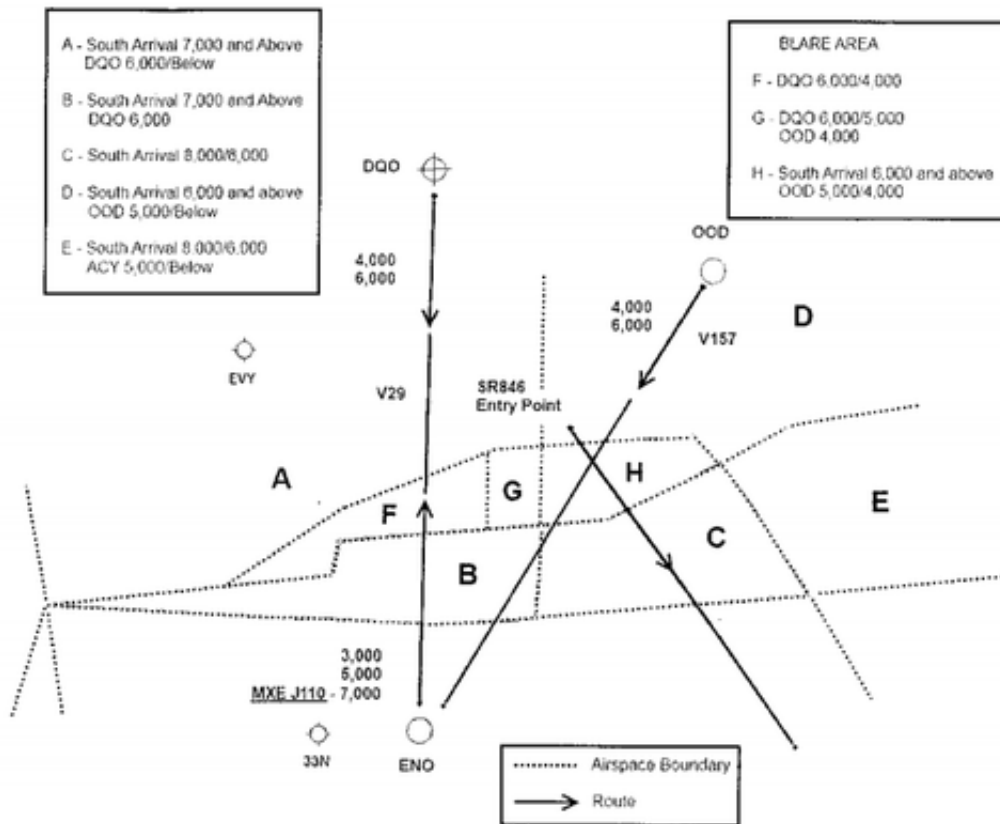 A - South Arrival 7,000 and Above
DQO 6,000/Below
B - South Arrival 7,000 and Above
DQO 6,000
C - South Arrival 8,000/6,000
D - South Arrival 6,000 and above
OOD 5,000/Below
E - South Arrival 8,000/6,000
ACY 5,000/Below
BLARE AREA
F - DQO 6,000/4,000
G - DQO 6,000/5,000
OOD 4,000
H - South Arrival 6,000 and above
OOD 5,000/4,000
DQO
OOD
4,000
6,000
4,000
6,000
D
V157
EVY
V29
SR846
Entry Point
A
H
G
E
F
C
B
3,000
5,000
MXE J110 - 7,000
33N
ENO
Airspace Boundary
Route